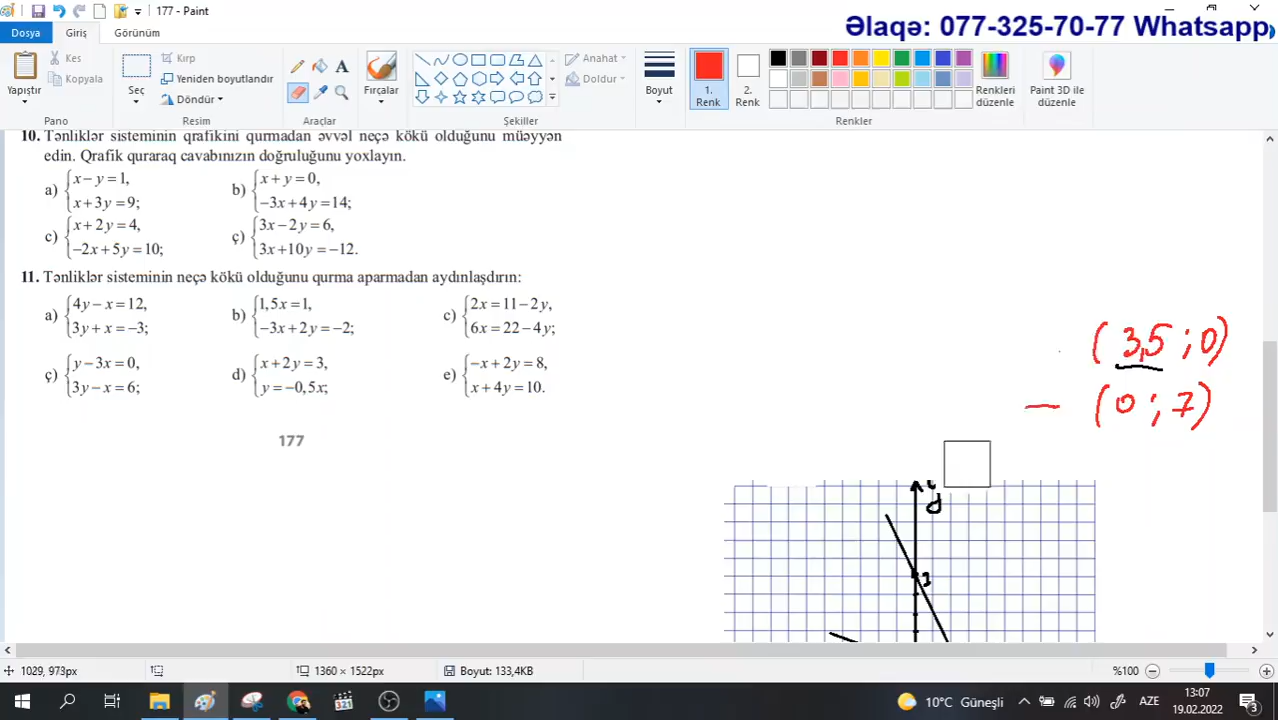 177 - Paint
Əlaqə: 077-325-70-77 Whatsapp
Dosya Giriş Görünüm
Yapıştır
Kes
Kopyala
Pano
Seç
Kırp
Yeniden boyutlandır
Döndür
Resim
Araçlar
Fırçalar
Anahat
Doldur
Şekiller
Boyut
1. Renk
2. Renk
Renkleri düzenle
Paint 3D ile düzenle
Renkler
10. Tənliklər sisteminin qrafikini qurmadan əvvəl neçə kökü olduğunu müəyyən
edin. Qrafik quraraq cavabınızın doğruluğunu yoxlayın.
a) {x − y = 1, x + 3y = 9; b) {x + y = 0, −3x + 4y = 14;
c) {x + 2y = 4, −2x + 5y = 10; ç) {3x − 2y = 6, 3x + 10y = −12.
11. Tənliklər sisteminin neçə kökü olduğunu qurma aparmadan aydınlaşdırın:
a) {4y − x = 12, 3y + x = −3; b) {1,5x = 1, −3x + 2y = −2; c) {2x = 11 − 2y, 6x = 22 − 4y;
ç) {y − 3x = 0, 3y − x = 6; d) {x + 2y = 3, y = −0,5x; e) {−x + 2y = 8, x + 4y = 10.
177
(3,5 ; 0)
— (0 ; 7)
y
1029, 973px
1360 × 1522px
Boyut: 133,4KB
%100
10°C Güneşli
AZE
13:07
19.02.2022
3